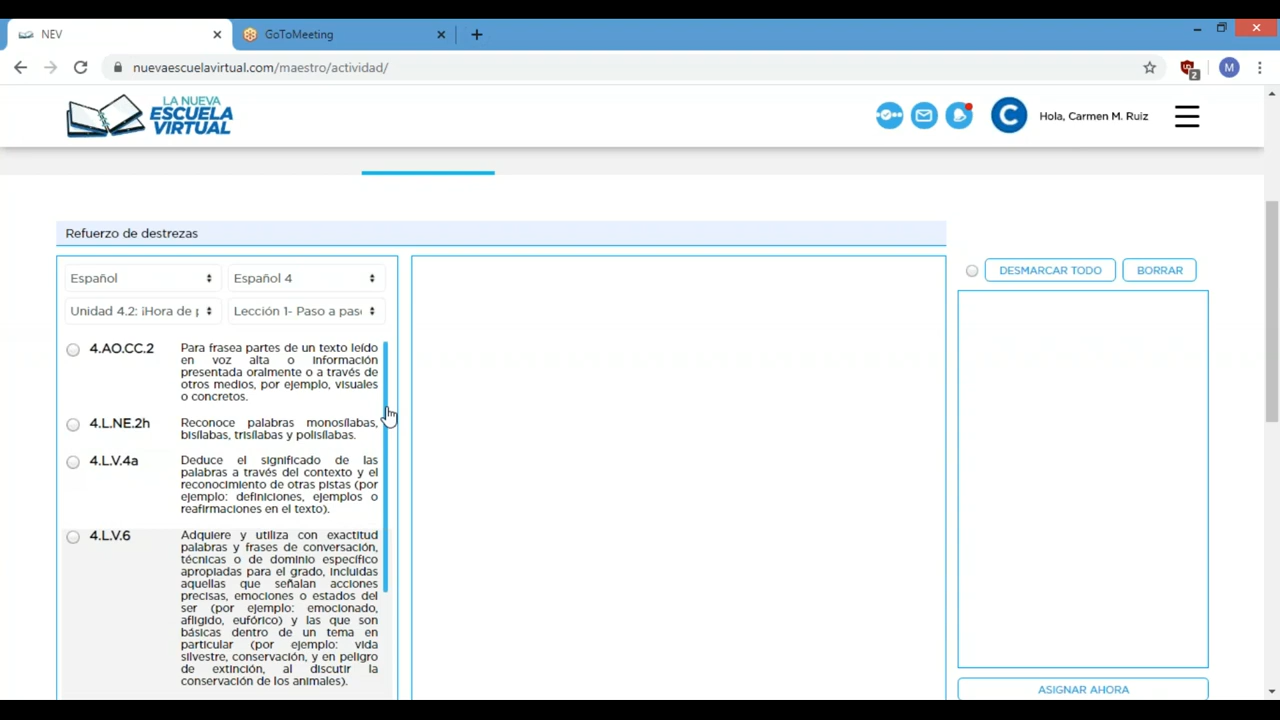 NEV
GoToMeeting
nuevaescuelavirtual.com/maestro/actividad/
2
M
LA NUEVA
ESCUELA
VIRTUAL
C
Hola, Carmen M. Ruiz
Refuerzo de destrezas
Español
Español 4
Unidad 4.2: ¡Hora de
Lección 1- Paso a paso
4.AO.CC.2
Para frasea partes de un texto leído
en voz alta o información
presentada oralmente o a través de
otros medios, por ejemplo, visuales
o concretos.
4.L.NE.2h
Reconoce palabras monosílabas,
bisílabas, trisílabas y polisílabas.
4.L.V.4a
Deduce el significado de las
palabras a través del contexto y el
reconocimiento de otras pistas (por
ejemplo: definiciones, ejemplos o
reafirmaciones en el texto).
4.L.V.6
Adquiere y utiliza con exactitud
palabras y frases de conversación,
técnicas o de dominio específico
apropiadas para el grado, incluidas
aquellas que señalan acciones
precisas, emociones o estados del
ser (por ejemplo: emocionado,
afligido, eufórico) y las que son
básicas dentro de un tema en
particular (por ejemplo: vida
silvestre, conservación, y en peligro
de extinción, al discutir la
conservación de los animales).
DESMARCAR TODO
BORRAR
ASIGNAR AHORA